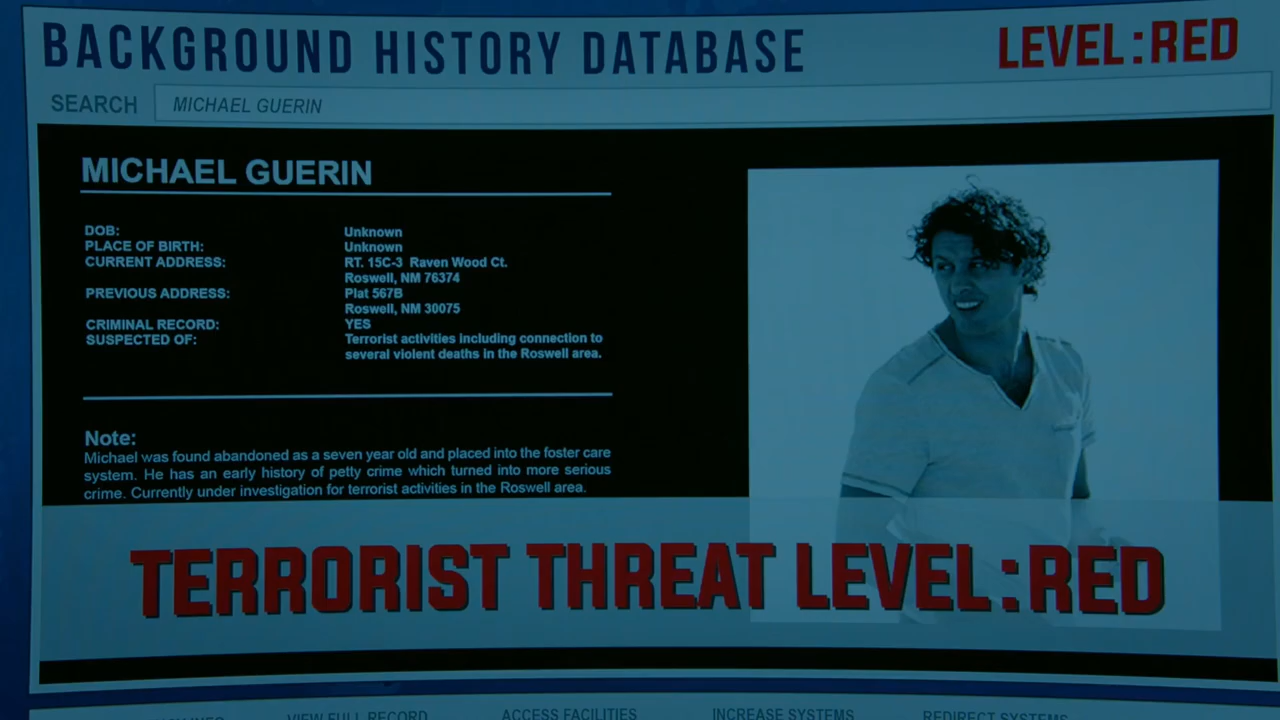 BACKGROUND HISTORY DATABASE
LEVEL:RED
SEARCH MICHAEL GUERIN
MICHAEL GUERIN
DOB: Unknown
PLACE OF BIRTH: Unknown
CURRENT ADDRESS: RT. 15C-3 Raven Wood Ct.
Roswell, NM 76374
PREVIOUS ADDRESS: Plat 567B
Roswell, NM 30075
CRIMINAL RECORD: YES
SUSPECTED OF: Terrorist activities including connection to
several violent deaths in the Roswell area.
Note:
Michael was found abandoned as a seven year old and placed into the foster care
system. He has an early history of petty crime which turned into more serious
crime. Currently under investigation for terrorist activities in the Roswell area.
TERRORIST THREAT LEVEL:RED
VIEW FULL RECORD ACCESS FACILITIES INCREASE SYSTEMS REDIRECT SYSTEMS